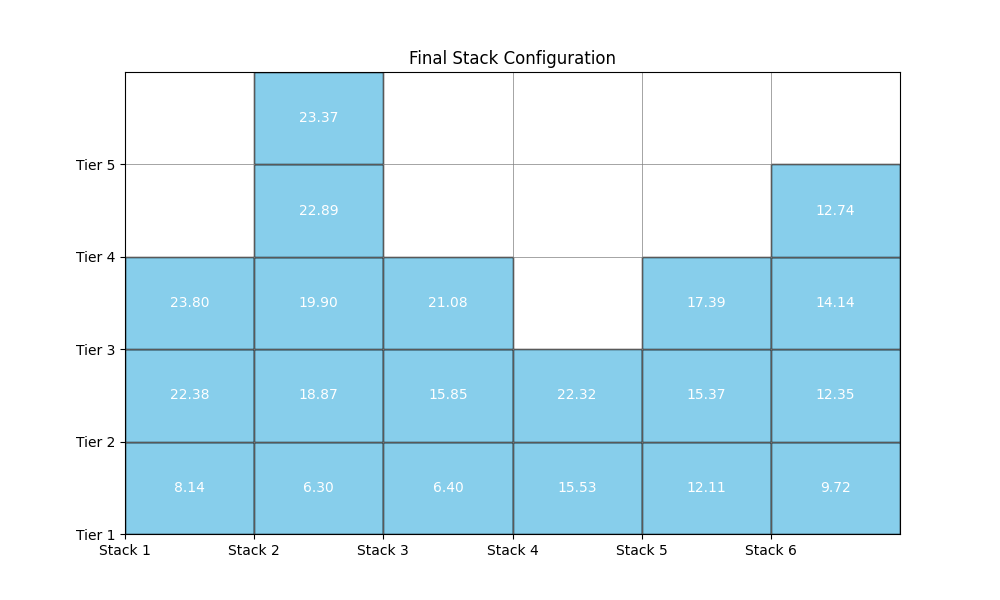 Final Stack Configuration
23.37
Tier 5
22.89 12.74
Tier 4
23.80 19.90 21.08 17.39 14.14
Tier 3
22.38 18.87 15.85 22.32 15.37 12.35
Tier 2
8.14 6.30 6.40 15.53 12.11 9.72
Tier 1
Stack 1 Stack 2 Stack 3 Stack 4 Stack 5 Stack 6